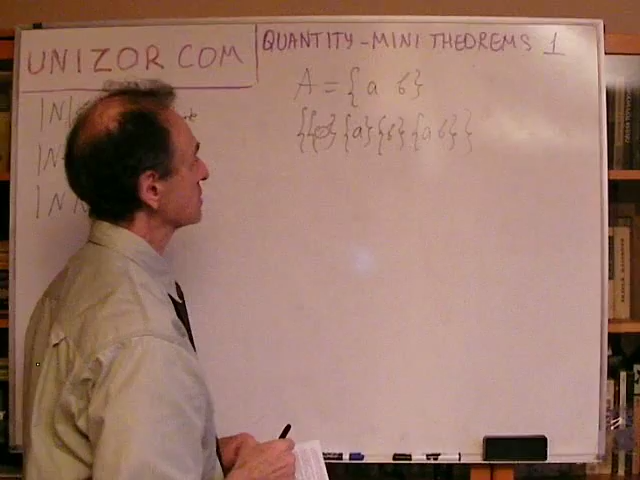 UNIZOR COM
QUANTITY - MINI THEOREMS 1
A = { a b }
{{∅} {a} {b} {a b} }
|N|
|N
|N N